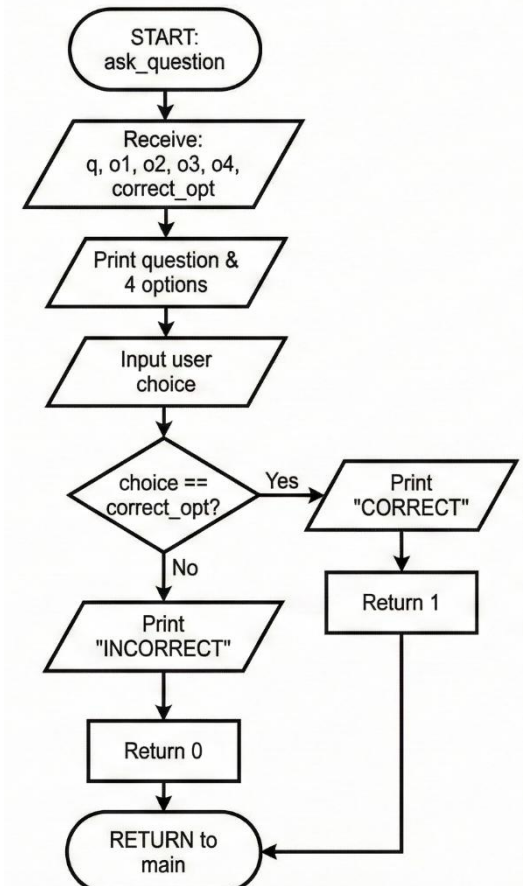 START:
ask_question
Receive:
q, o1, o2, o3, o4,
correct_opt
Print question &
4 options
Input user
choice
choice ==
correct_opt?
Yes
Print
"CORRECT"
Return 1
No
Print
"INCORRECT"
Return 0
RETURN to
main